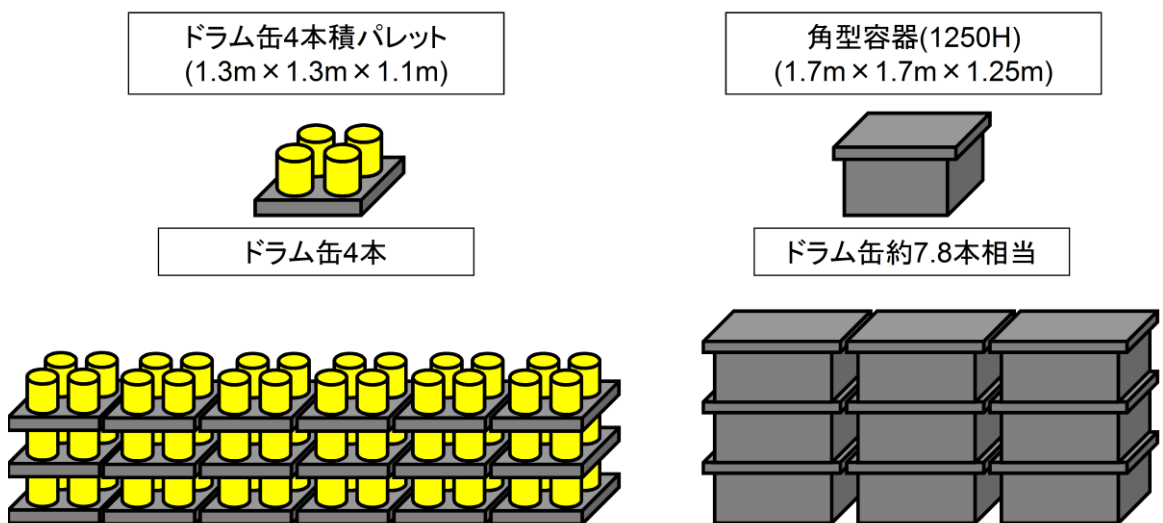 ドラム缶4本積パレット
(1.3m×1.3m×1.1m)
ドラム缶4本
角型容器(1250H)
(1.7m×1.7m×1.25m)
ドラム缶約7.8本相当